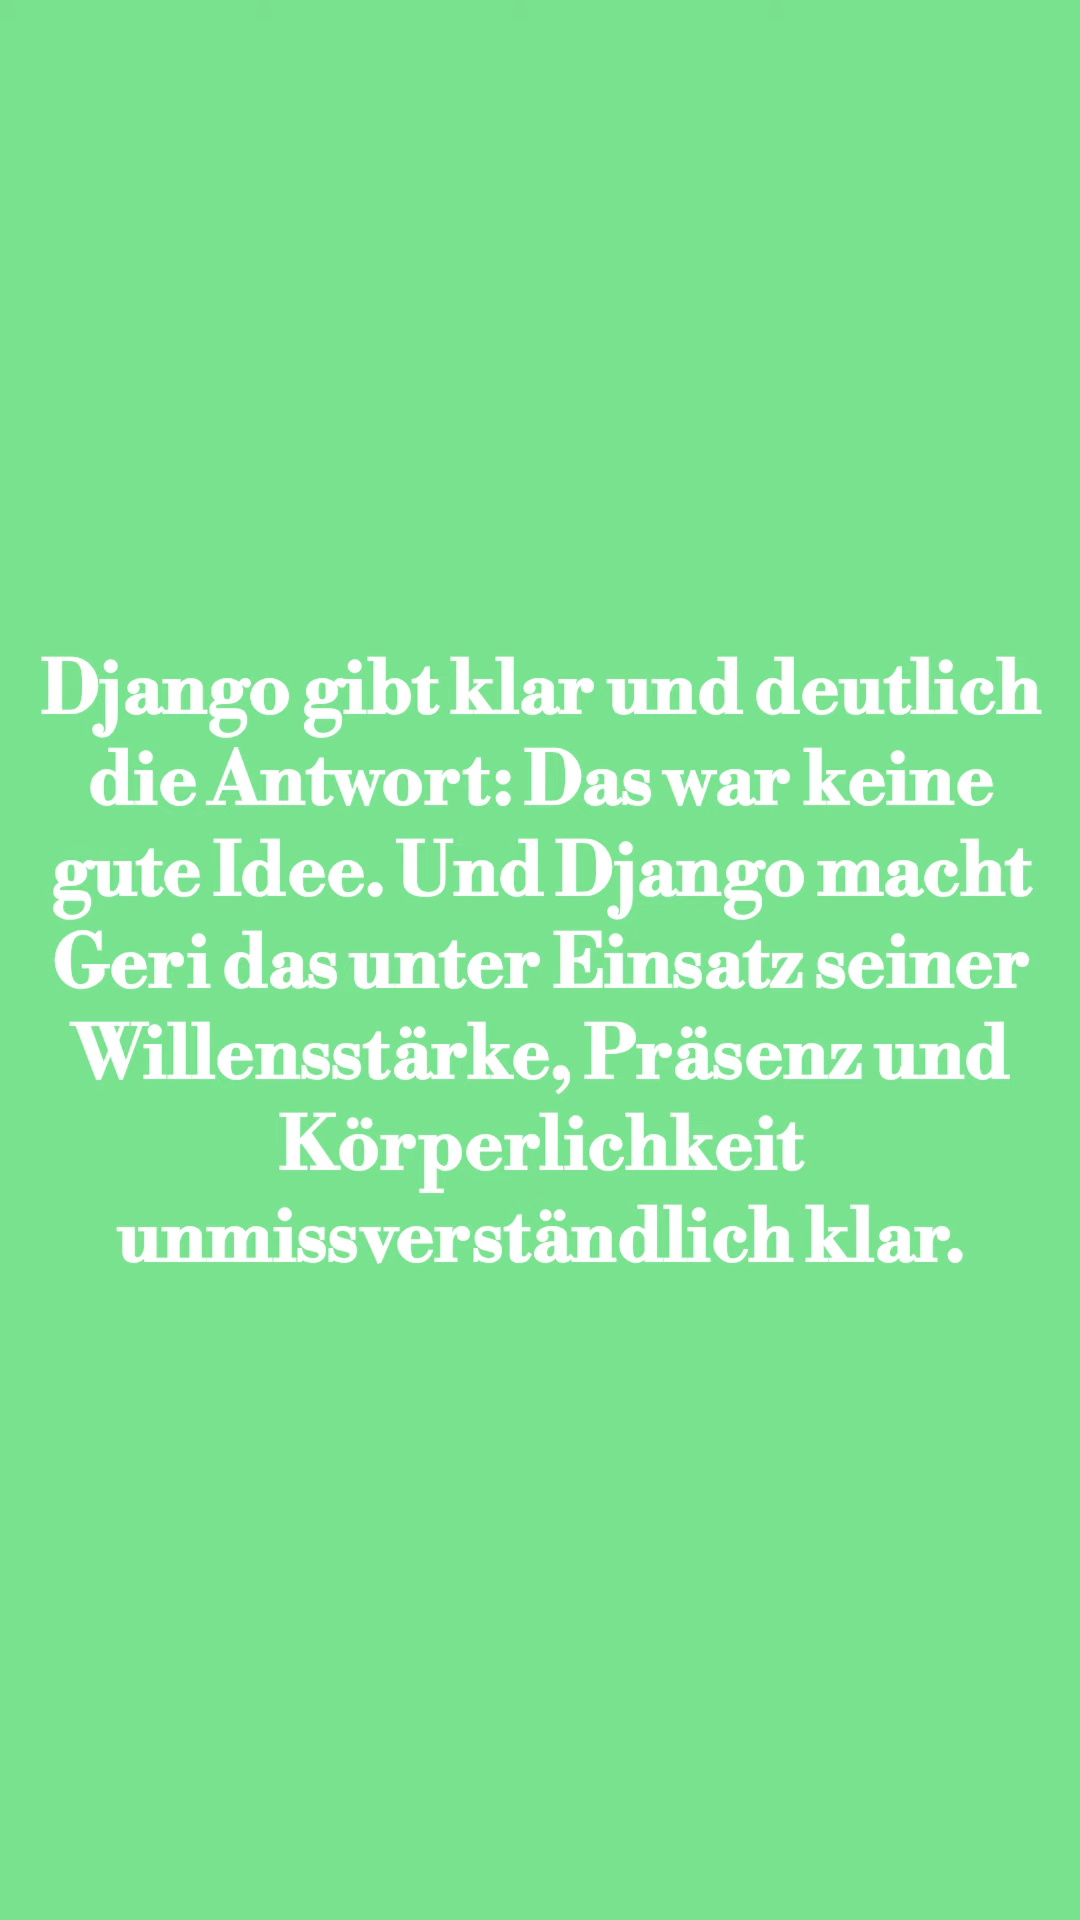 Django gibt klar und deutlich
die Antwort: Das war keine
gute Idee. Und Django macht
Geri das unter Einsatz seiner
Willensstärke, Präsenz und
Körperlichkeit
unmissverständlich klar.